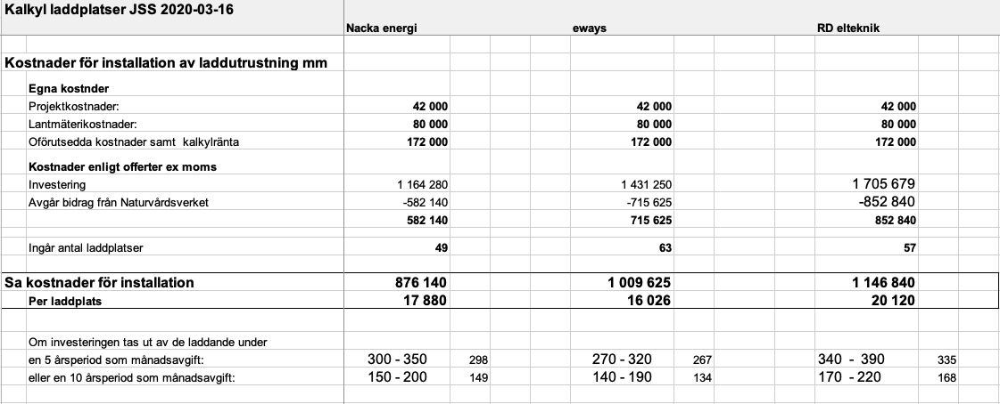 Kalkyl laddplatser JSS 2020-03-16
Nacka energi eways RD elteknik
Kostnader för installation av laddutrustning mm
Egna kostnder
Projektkostnader: 42 000 42 000 42 000
Lantmäterikostnader: 80 000 80 000 80 000
Oförutsedda kostnader samt kalkylränta 172 000 172 000 172 000
Kostnader enligt offerter ex moms
Investering 1 164 280 1 431 250 1 705 679
Avgår bidrag från Naturvårdsverket -582 140 -715 625 -852 840
582 140 715 625 852 840
Ingår antal laddplatser 49 63 57
Sa kostnader för installation 876 140 1 009 625 1 146 840
Per laddplats 17 880 16 026 20 120
Om investeringen tas ut av de laddande under
en 5 årsperiod som månadsavgift: 300 - 350 298 270 - 320 267 340 - 390 335
eller en 10 årsperiod som månadsavgift: 150 - 200 149 140 - 190 134 170 - 220 168